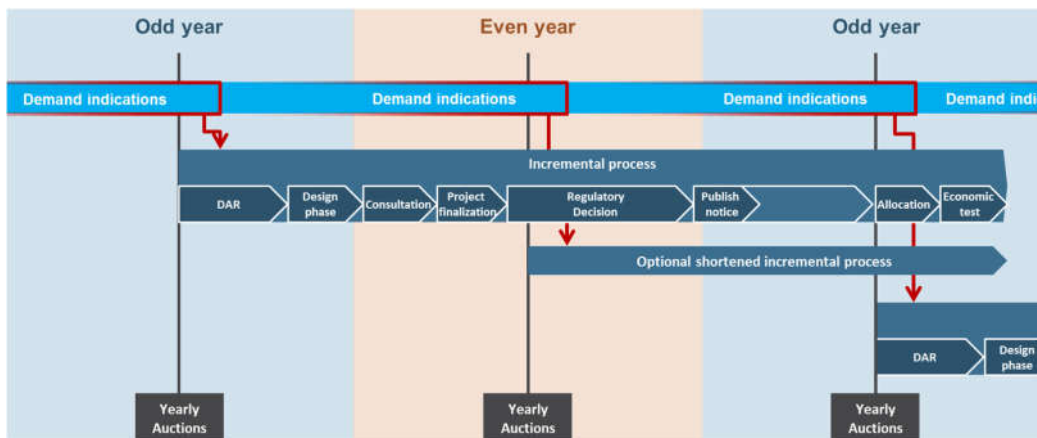 Odd year
Even year
Odd year
Demand indications
Demand indications
Demand indications
Demand indi
Incremental process
DAR
Design
phase
Consultation
Project
finalization
Regulatory
Decision
Publish
notice
Allocation
Economic
test
Optional shortened incremental process
DAR
Design
phase
Yearly
Auctions
Yearly
Auctions
Yearly
Auctions